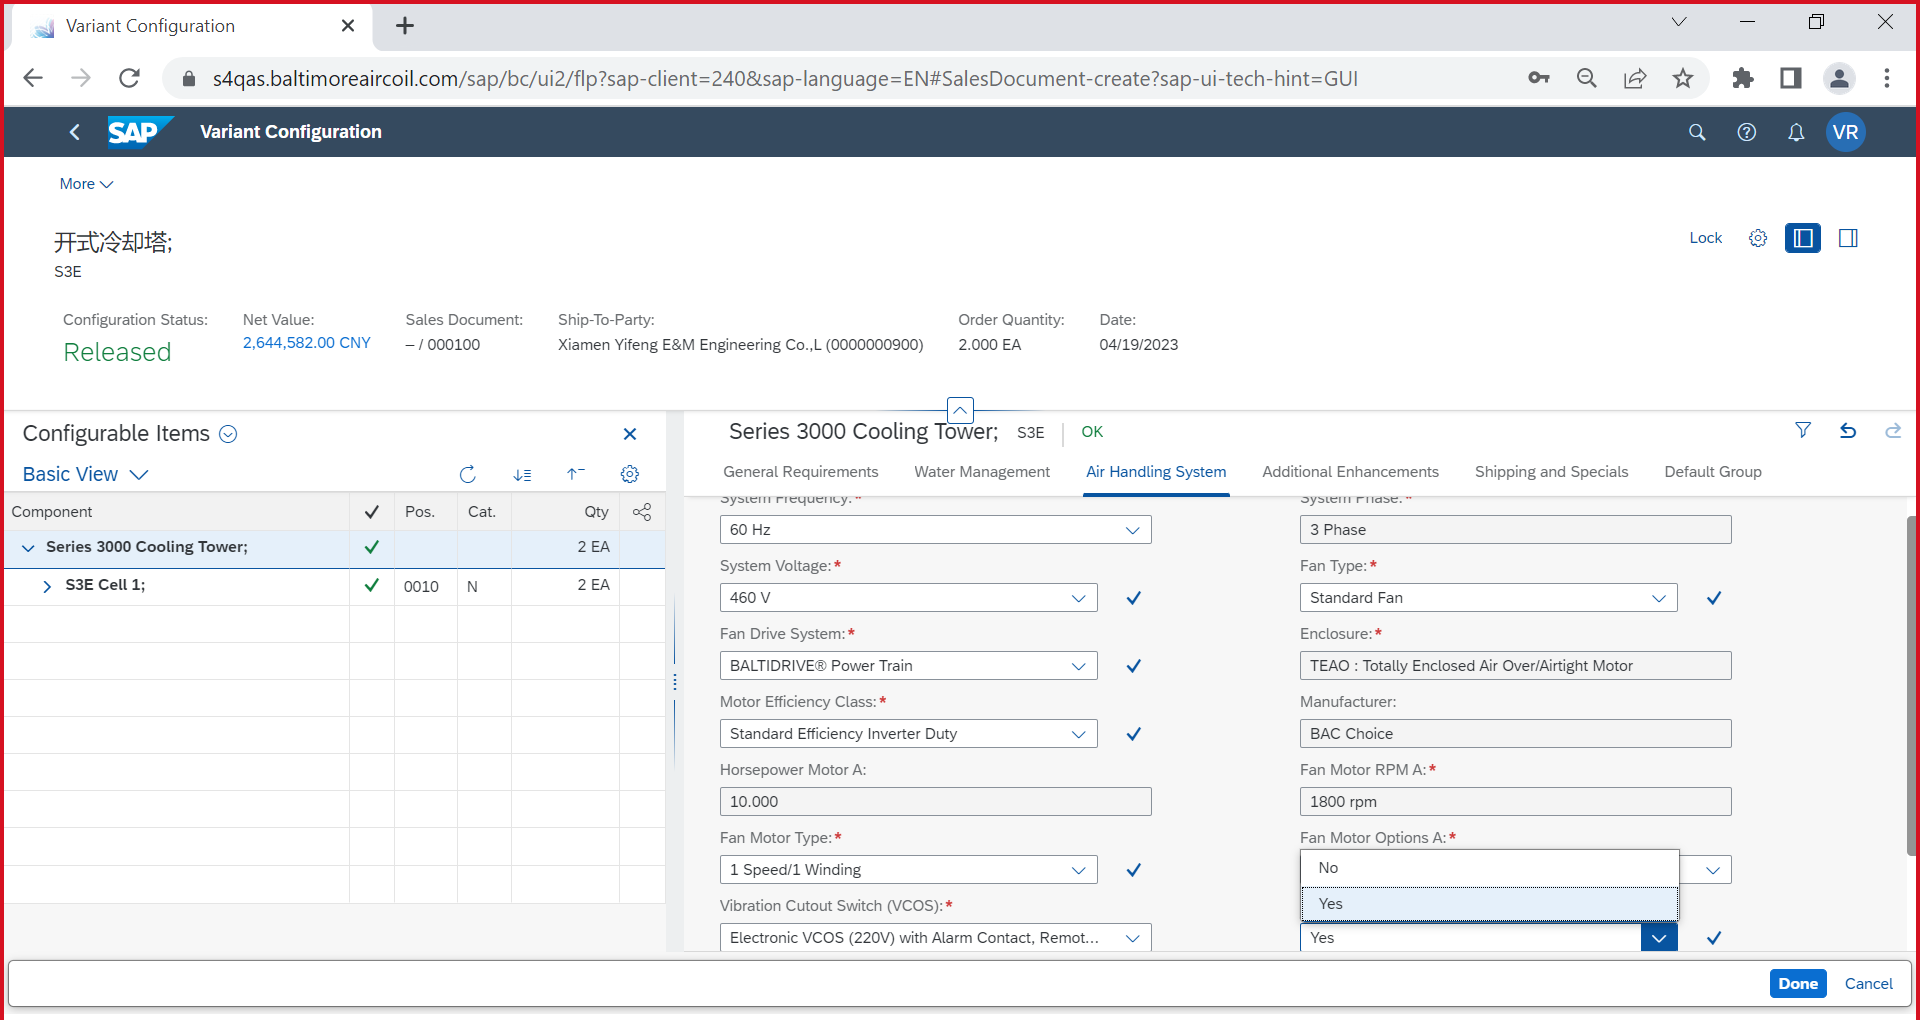 Variant Configuration
s4qas.baltimoreaircoil.com/sap/bc/ui2/flp?sap-client=240&sap-language=EN#SalesDocument-create?sap-ui-tech-hint=GUI
SAP Variant Configuration VR
More
开式冷却塔;
S3E
Lock
Configuration Status: Net Value: Sales Document: Ship-To-Party: Order Quantity: Date:
Released 2,644,582.00 CNY – / 000100 Xiamen Yifeng E&M Engineering Co.,L (0000000900) 2.000 EA 04/19/2023
Configurable Items
Basic View
Component Pos. Cat. Qty
Series 3000 Cooling Tower; 2 EA
S3E Cell 1; 0010 N 2 EA
Series 3000 Cooling Tower; S3E OK
General Requirements Water Management Air Handling System Additional Enhancements Shipping and Specials Default Group
System Frequency:* System Phase:*
60 Hz 3 Phase
System Voltage:* Fan Type:*
460 V Standard Fan
Fan Drive System:* Enclosure:*
BALTIDRIVE® Power Train TEAO : Totally Enclosed Air Over/Airtight Motor
Motor Efficiency Class:* Manufacturer:
Standard Efficiency Inverter Duty BAC Choice
Horsepower Motor A: Fan Motor RPM A:*
10.000 1800 rpm
Fan Motor Type:* Fan Motor Options A:*
1 Speed/1 Winding No
Vibration Cutout Switch (VCOS):* Yes
Electronic VCOS (220V) with Alarm Contact, Remot... Yes
Done Cancel